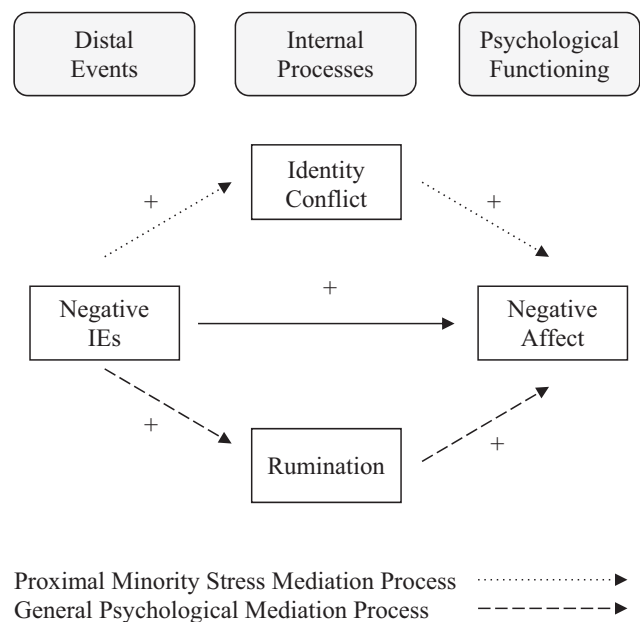 Distal
Events
Internal
Processes
Psychological
Functioning
Identity
Conflict
+
+
+
Negative
IEs
Negative
Affect
+
+
Rumination
Proximal Minority Stress Mediation Process
General Psychological Mediation Process